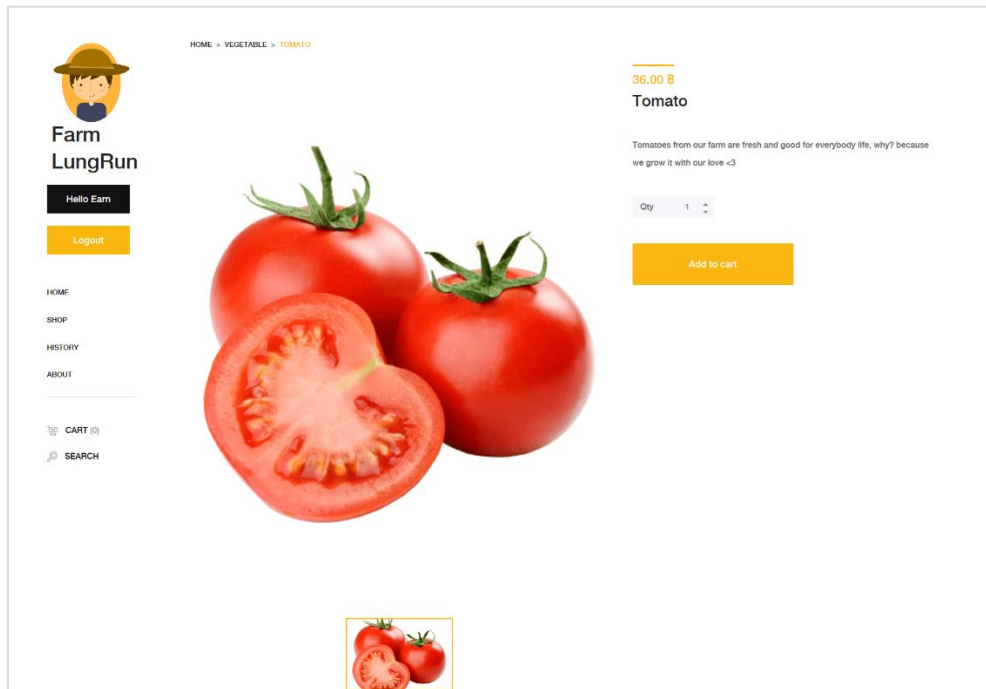 HOME > VEGETABLE > TOMATO
Farm
LungRun
Hello Earn
Logout
HOME
SHOP
HISTORY
ABOUT
CART (0)
SEARCH
36.00 ฿
Tomato
Tomatoes from our farm are fresh and good for everybody life, why? because
we grow it with our love <3
Qty 1
Add to cart